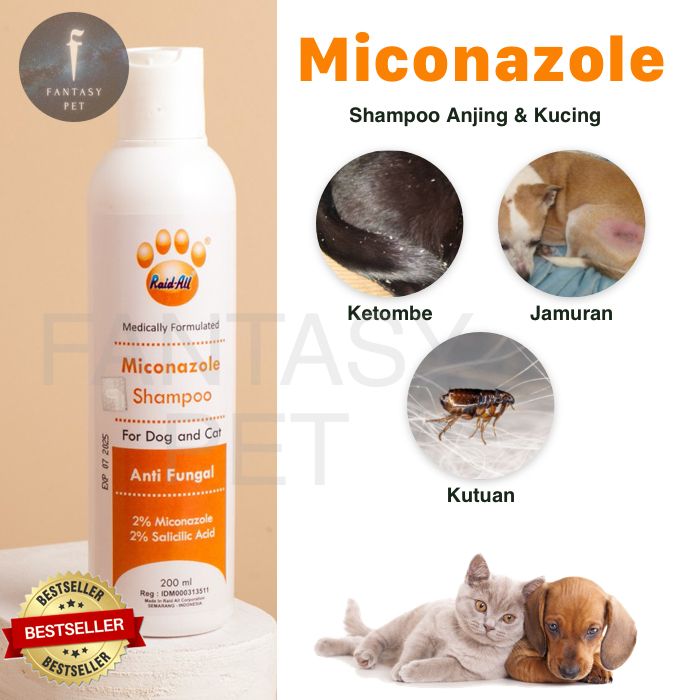 f
FANTASY
PET
Miconazole
Shampoo Anjing & Kucing
Ketombe
Jamuran
Kutuan
Raid-All
®
Medically Formulated
Miconazole
Shampoo
For Dog and Cat
EXP 07 2025
Anti Fungal
2% Miconazole
2% Salicilic Acid
200 ml
Reg : IDM000313511
Made in Raid All Corporation
SEMARANG - INDONESIA
FANTASY
PET
BESTSELLER
BESTSELLER
BESTSELLER